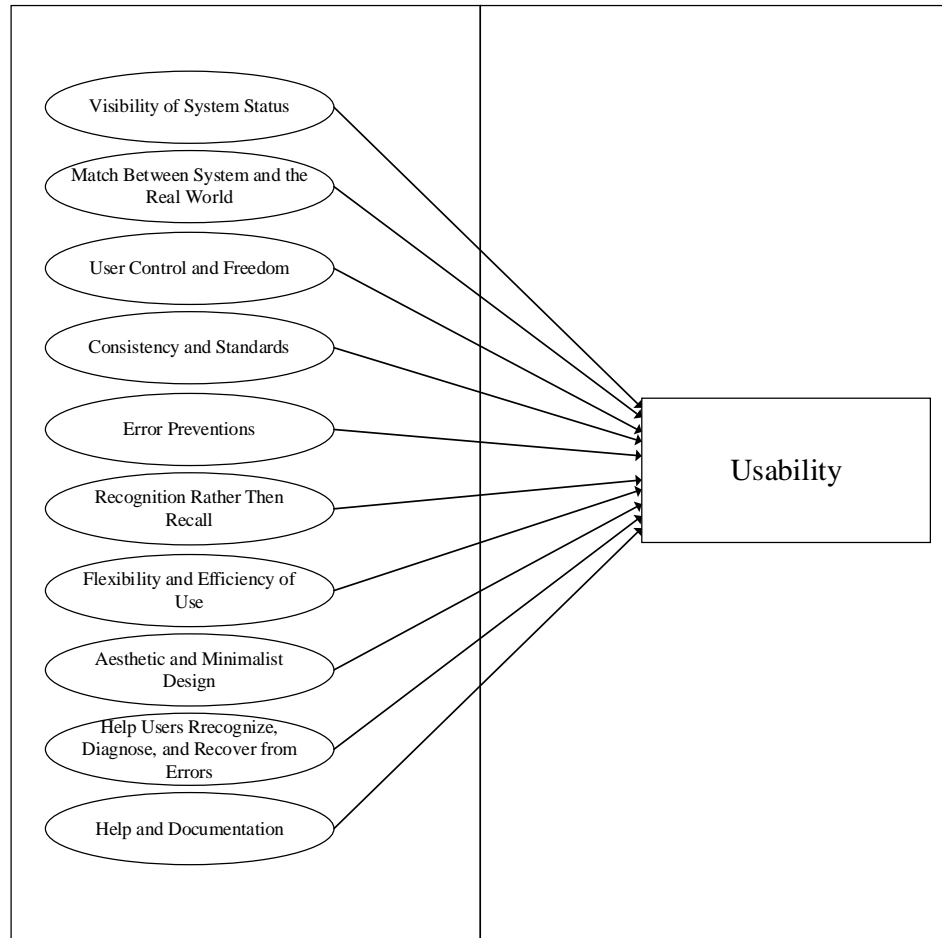 Visibility of System Status
Match Between System and the
Real World
User Control and Freedom
Consistency and Standards
Error Preventions
Recognition Rather Then
Recall
Flexibility and Efficiency of
Use
Aesthetic and Minimalist
Design
Help Users Rrecognize,
Diagnose, and Recover from
Errors
Help and Documentation
Usability